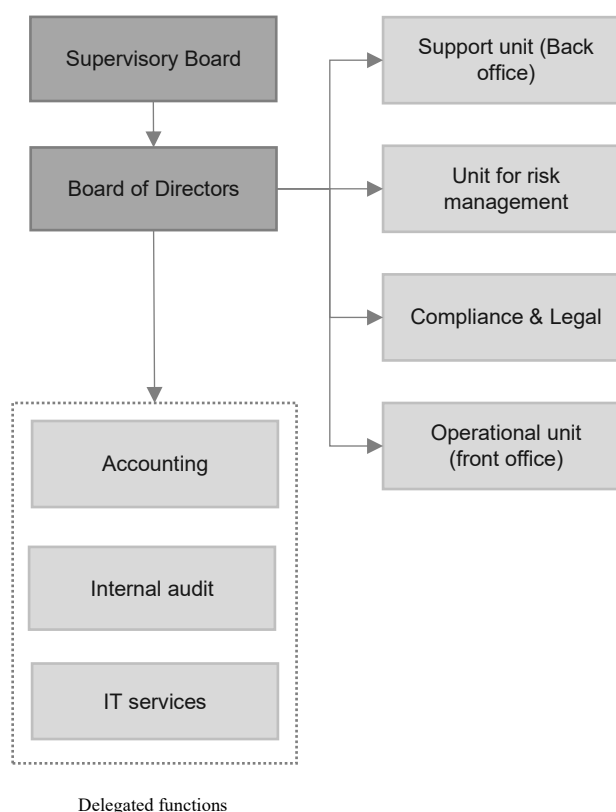 Supervisory Board
Board of Directors
Support unit (Back
office)
Unit for risk
management
Compliance & Legal
Operational unit
(front office)
Accounting
Internal audit
IT services
Delegated functions